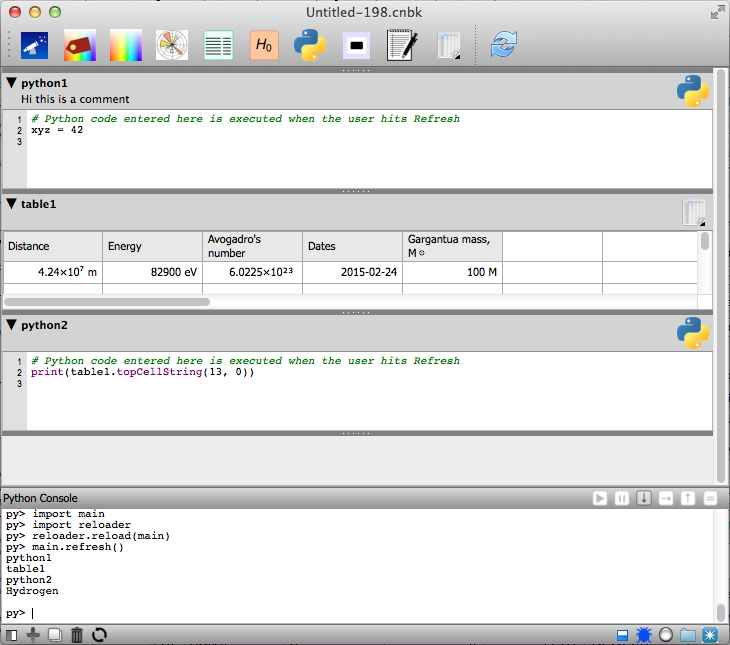 Untitled-198.cnbk
H₀
python1
Hi this is a comment
1 # Python code entered here is executed when the user hits Refresh
2 xyz = 42
3
table1
Distance Energy Avogadro's number Dates Gargantua mass, M⊙
4.24×10⁷ m 82900 eV 6.0225×10²³ 2015-02-24 100 M
python2
1 # Python code entered here is executed when the user hits Refresh
2 print(table1.topCellString(13, 0))
3
Python Console
py> import main
py> import reloader
py> reloader.reload(main)
py> main.refresh()
python1
table1
python2
Hydrogen
py>